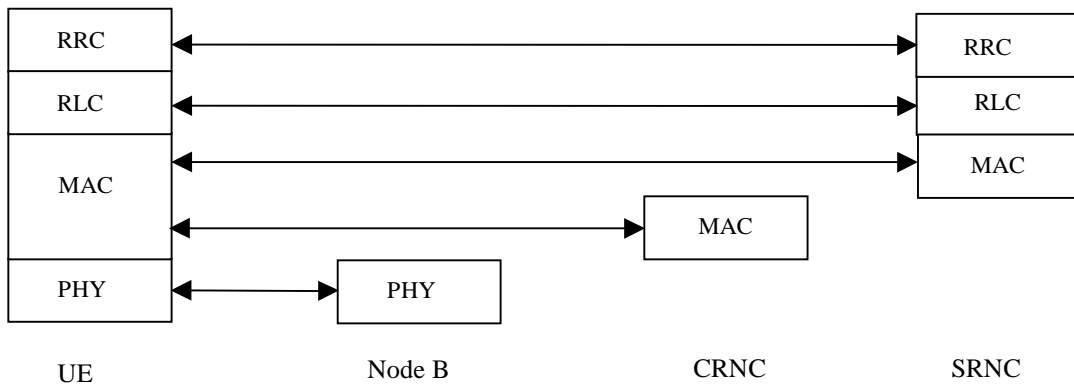 RRC
RRC
RLC
RLC
MAC
MAC
MAC
PHY
PHY
UE
Node B
CRNC
SRNC